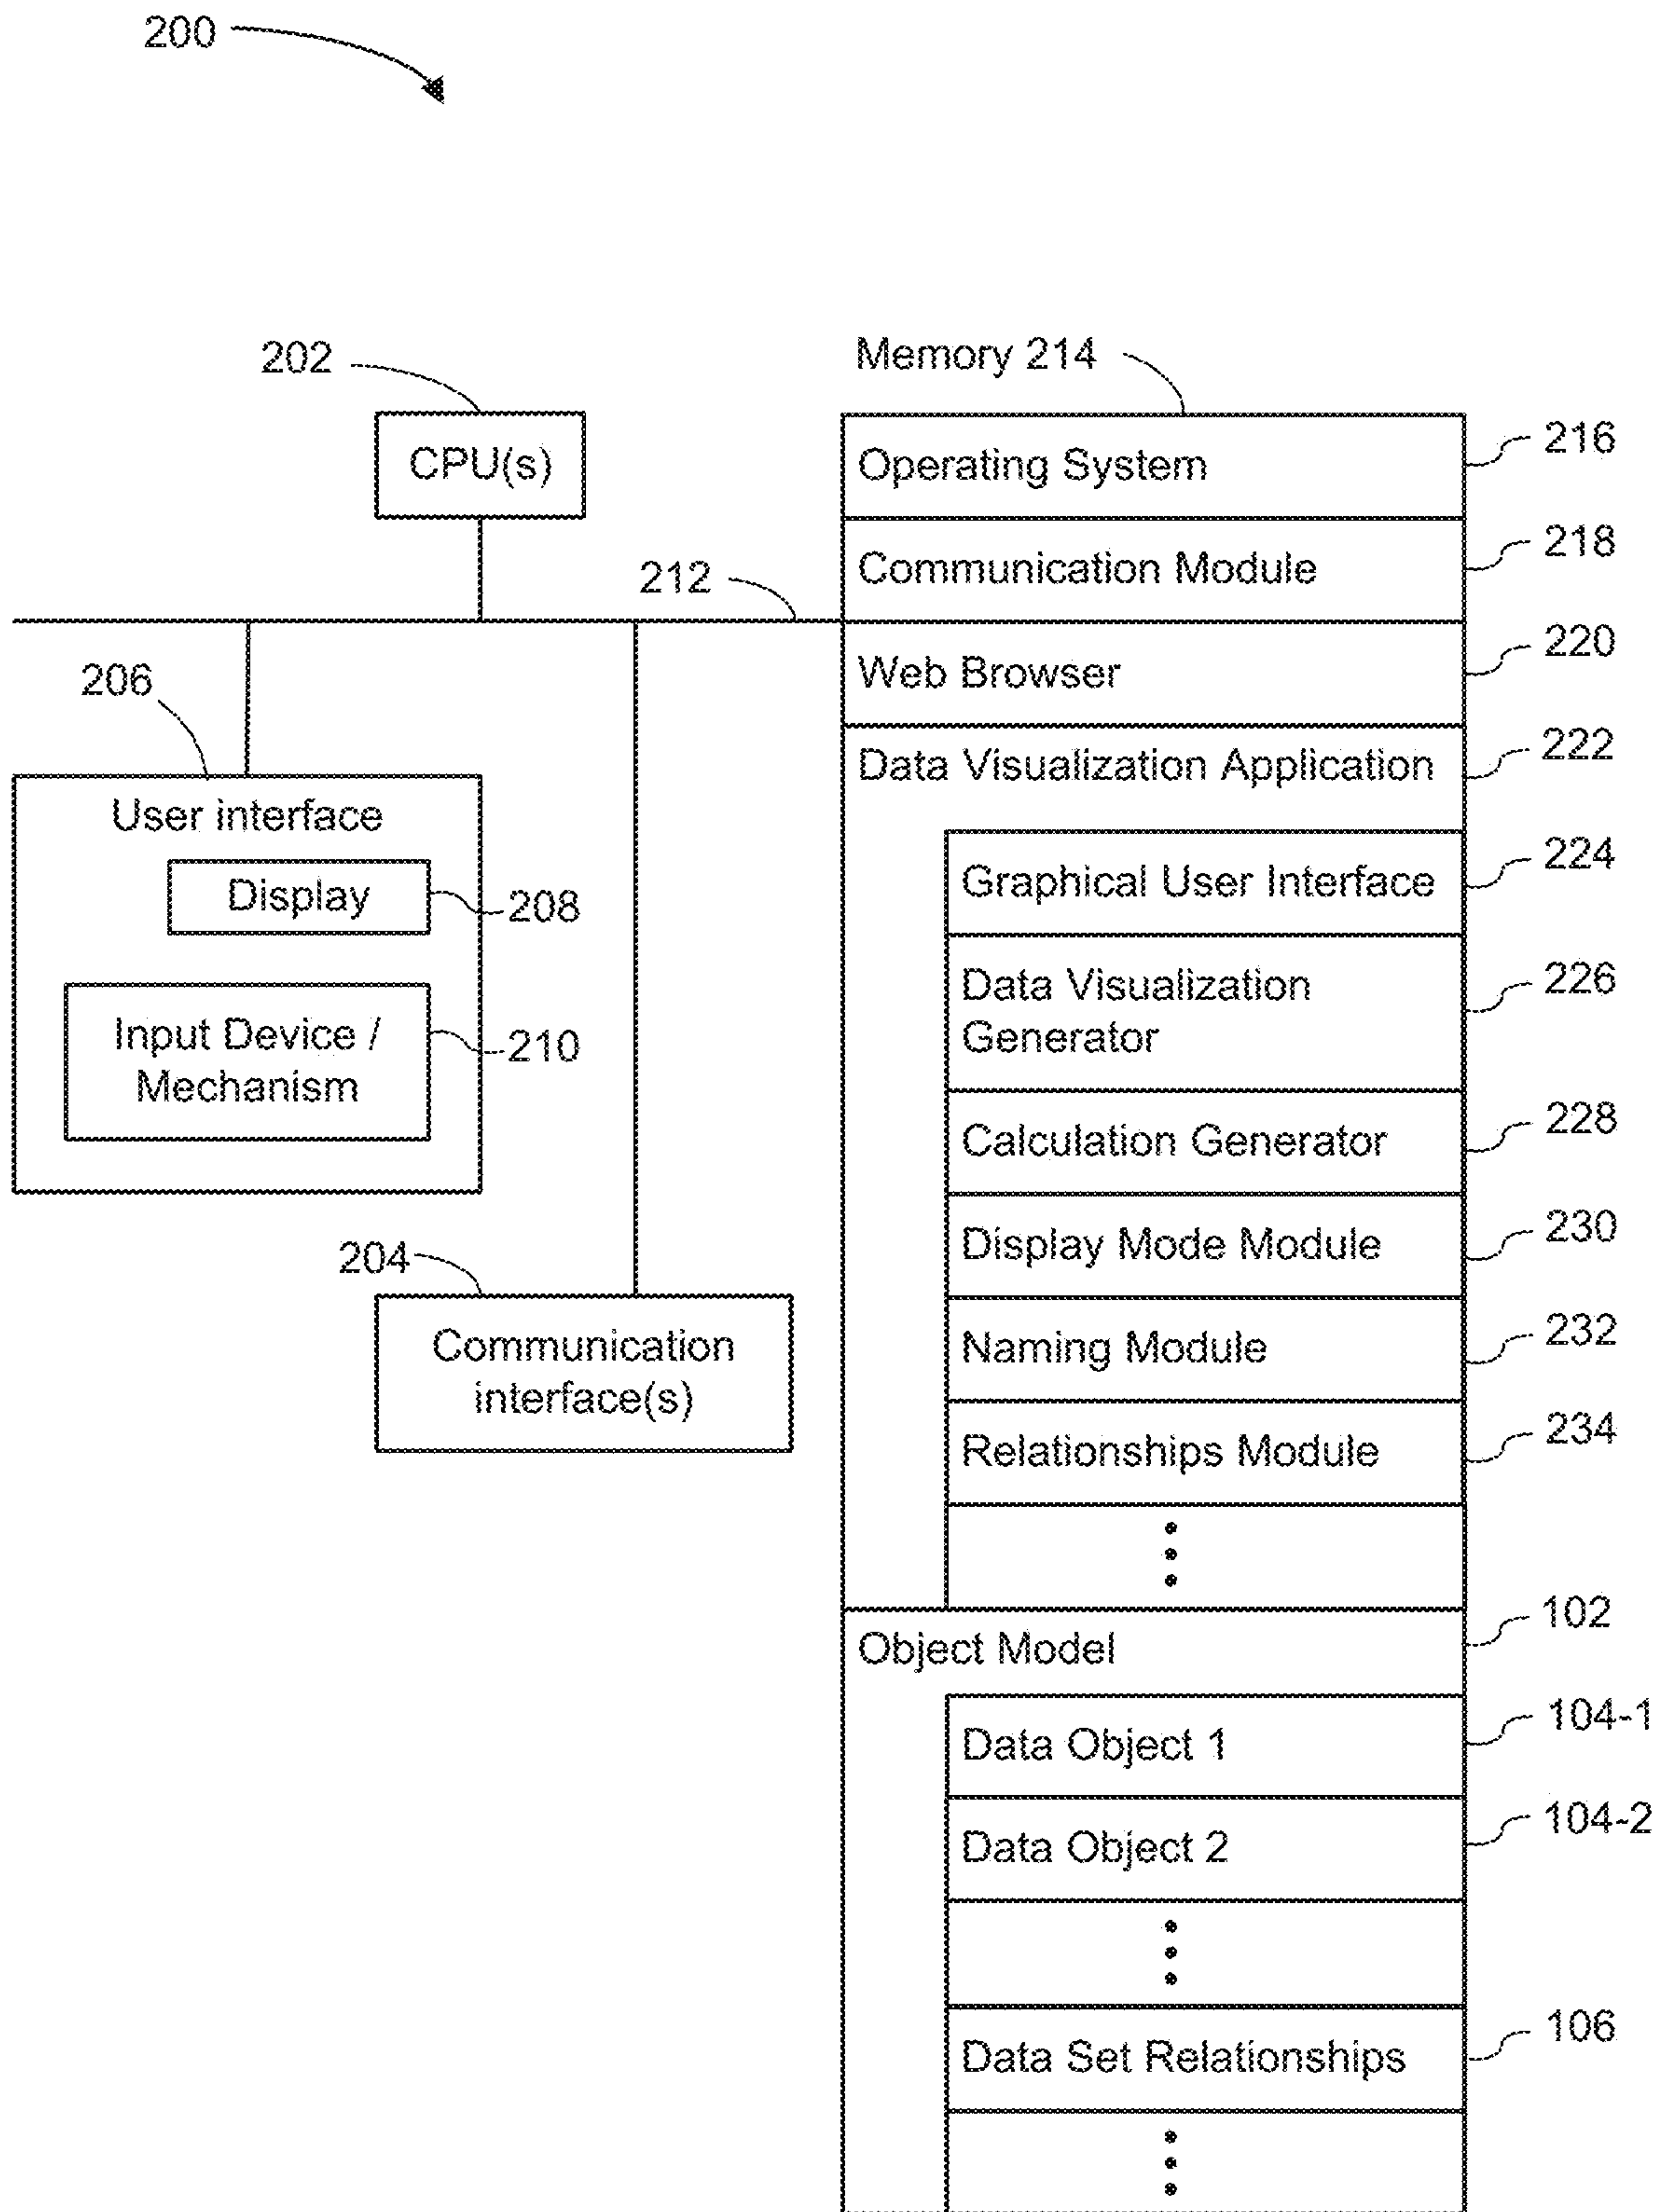 200
202
CPU(s)
212
206
User interface
Display
208
Input Device /
Mechanism
210
204
Communication
interface(s)
Memory 214
Operating System
216
Communication Module
218
Web Browser
220
Data Visualization Application
222
Graphical User Interface
224
Data Visualization
Generator
226
Calculation Generator
228
Display Mode Module
230
Naming Module
232
Relationships Module
234
Object Model
102
Data Object 1
104-1
Data Object 2
104-2
Data Set Relationships
106